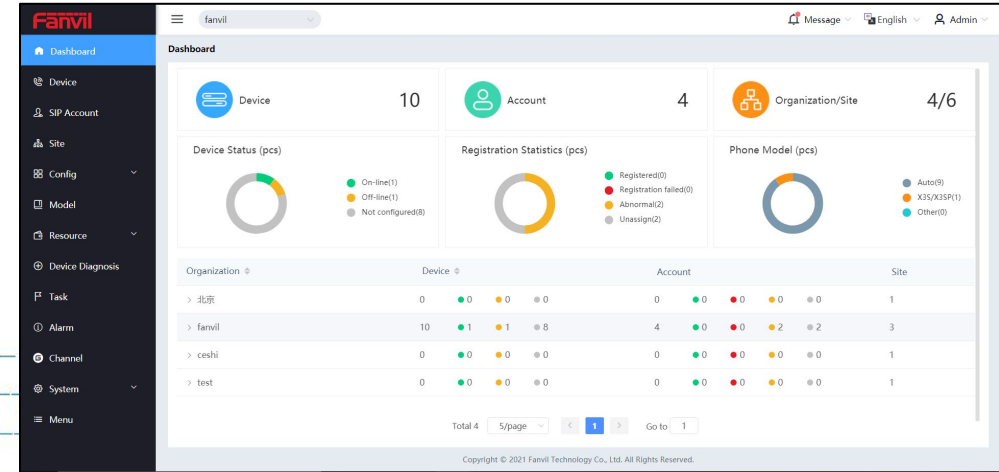 Fanvil
fanvil
Message
English
Admin
Dashboard
Device
SIP Account
Site
Config
Model
Resource
Device Diagnosis
Task
Alarm
Channel
System
Menu
Dashboard
Device 10
Account 4
Organization/Site 4/6
Device Status (pcs)
On-line(1)
Off-line(1)
Not configured(8)
Registration Statistics (pcs)
Registered(0)
Registration failed(0)
Abnormal(2)
Unassign(2)
Phone Model (pcs)
Auto(9)
X3S/X3SP(1)
Other(0)
Organization Device Account Site
北京 0 0 0 0 0 0 0 0 0 1
fanvil 10 1 1 8 4 0 0 2 2 3
ceshi 0 0 0 0 0 0 0 0 0 1
test 0 0 0 0 0 0 0 0 0 1
Total 4 5/page < 1 > Go to 1
Copyright © 2021 Fanvil Technology Co., Ltd. All Rights Reserved.